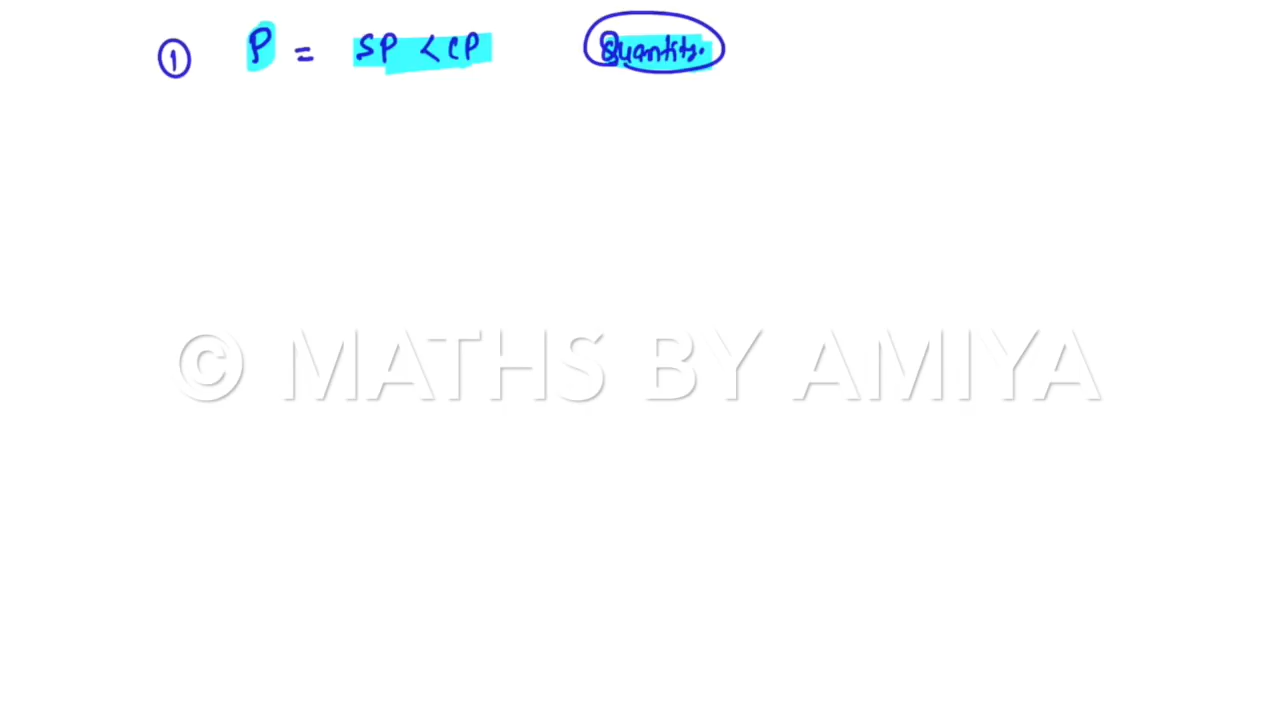 ① P = SP < CP Quantity.
© MATHS BY AMIYA